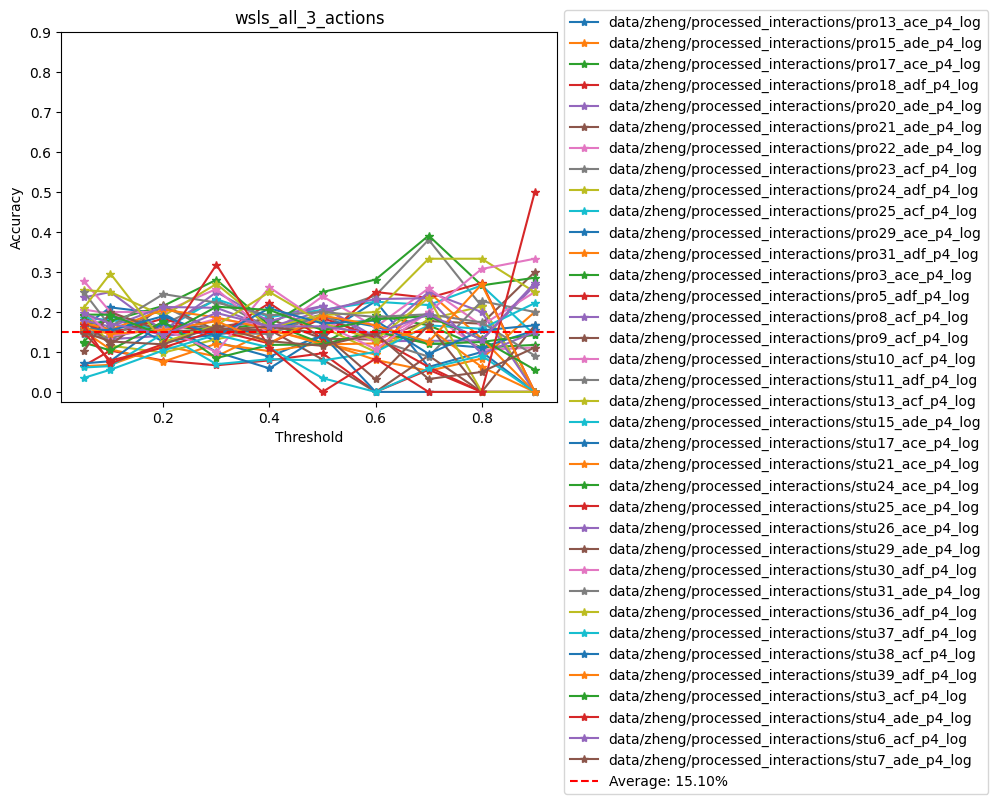 wsls_all_3_actions
Accuracy
0.9
0.8
0.7
0.6
0.5
0.4
0.3
0.2
0.1
0.0
0.2
0.4
0.6
0.8
Threshold
data/zheng/processed_interactions/pro13_ace_p4_log
data/zheng/processed_interactions/pro15_ade_p4_log
data/zheng/processed_interactions/pro17_ace_p4_log
data/zheng/processed_interactions/pro18_adf_p4_log
data/zheng/processed_interactions/pro20_ade_p4_log
data/zheng/processed_interactions/pro21_ade_p4_log
data/zheng/processed_interactions/pro22_ade_p4_log
data/zheng/processed_interactions/pro23_acf_p4_log
data/zheng/processed_interactions/pro24_adf_p4_log
data/zheng/processed_interactions/pro25_acf_p4_log
data/zheng/processed_interactions/pro29_ace_p4_log
data/zheng/processed_interactions/pro31_adf_p4_log
data/zheng/processed_interactions/pro3_ace_p4_log
data/zheng/processed_interactions/pro5_adf_p4_log
data/zheng/processed_interactions/pro8_acf_p4_log
data/zheng/processed_interactions/pro9_acf_p4_log
data/zheng/processed_interactions/stu10_acf_p4_log
data/zheng/processed_interactions/stu11_adf_p4_log
data/zheng/processed_interactions/stu13_acf_p4_log
data/zheng/processed_interactions/stu15_ade_p4_log
data/zheng/processed_interactions/stu17_ace_p4_log
data/zheng/processed_interactions/stu21_ace_p4_log
data/zheng/processed_interactions/stu24_ace_p4_log
data/zheng/processed_interactions/stu25_ace_p4_log
data/zheng/processed_interactions/stu26_ace_p4_log
data/zheng/processed_interactions/stu29_ade_p4_log
data/zheng/processed_interactions/stu30_adf_p4_log
data/zheng/processed_interactions/stu31_ade_p4_log
data/zheng/processed_interactions/stu36_adf_p4_log
data/zheng/processed_interactions/stu37_adf_p4_log
data/zheng/processed_interactions/stu38_acf_p4_log
data/zheng/processed_interactions/stu39_adf_p4_log
data/zheng/processed_interactions/stu3_acf_p4_log
data/zheng/processed_interactions/stu4_ade_p4_log
data/zheng/processed_interactions/stu6_acf_p4_log
data/zheng/processed_interactions/stu7_ade_p4_log
Average: 15.10%